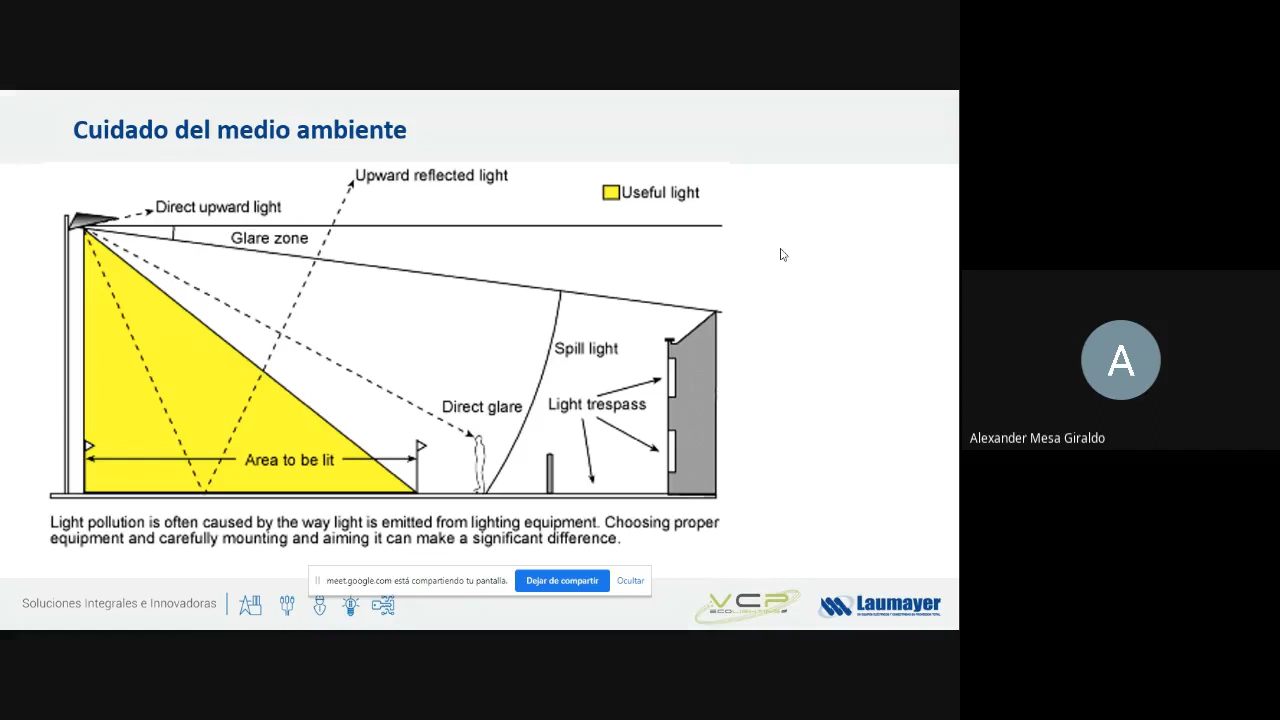 Cuidado del medio ambiente
Upward reflected light
Useful light
Direct upward light
Glare zone
Spill light
Light trespass
Direct glare
Area to be lit
Light pollution is often caused by the way light is emitted from lighting equipment. Choosing proper
equipment and carefully mounting and aiming it can make a significant difference.
meet.google.com está compartiendo tu pantalla.
Dejar de compartir
Ocultar
Soluciones Integrales e Innovadoras
VCP
ECOLIGHTING
Laumayer
A
Alexander Mesa Giraldo